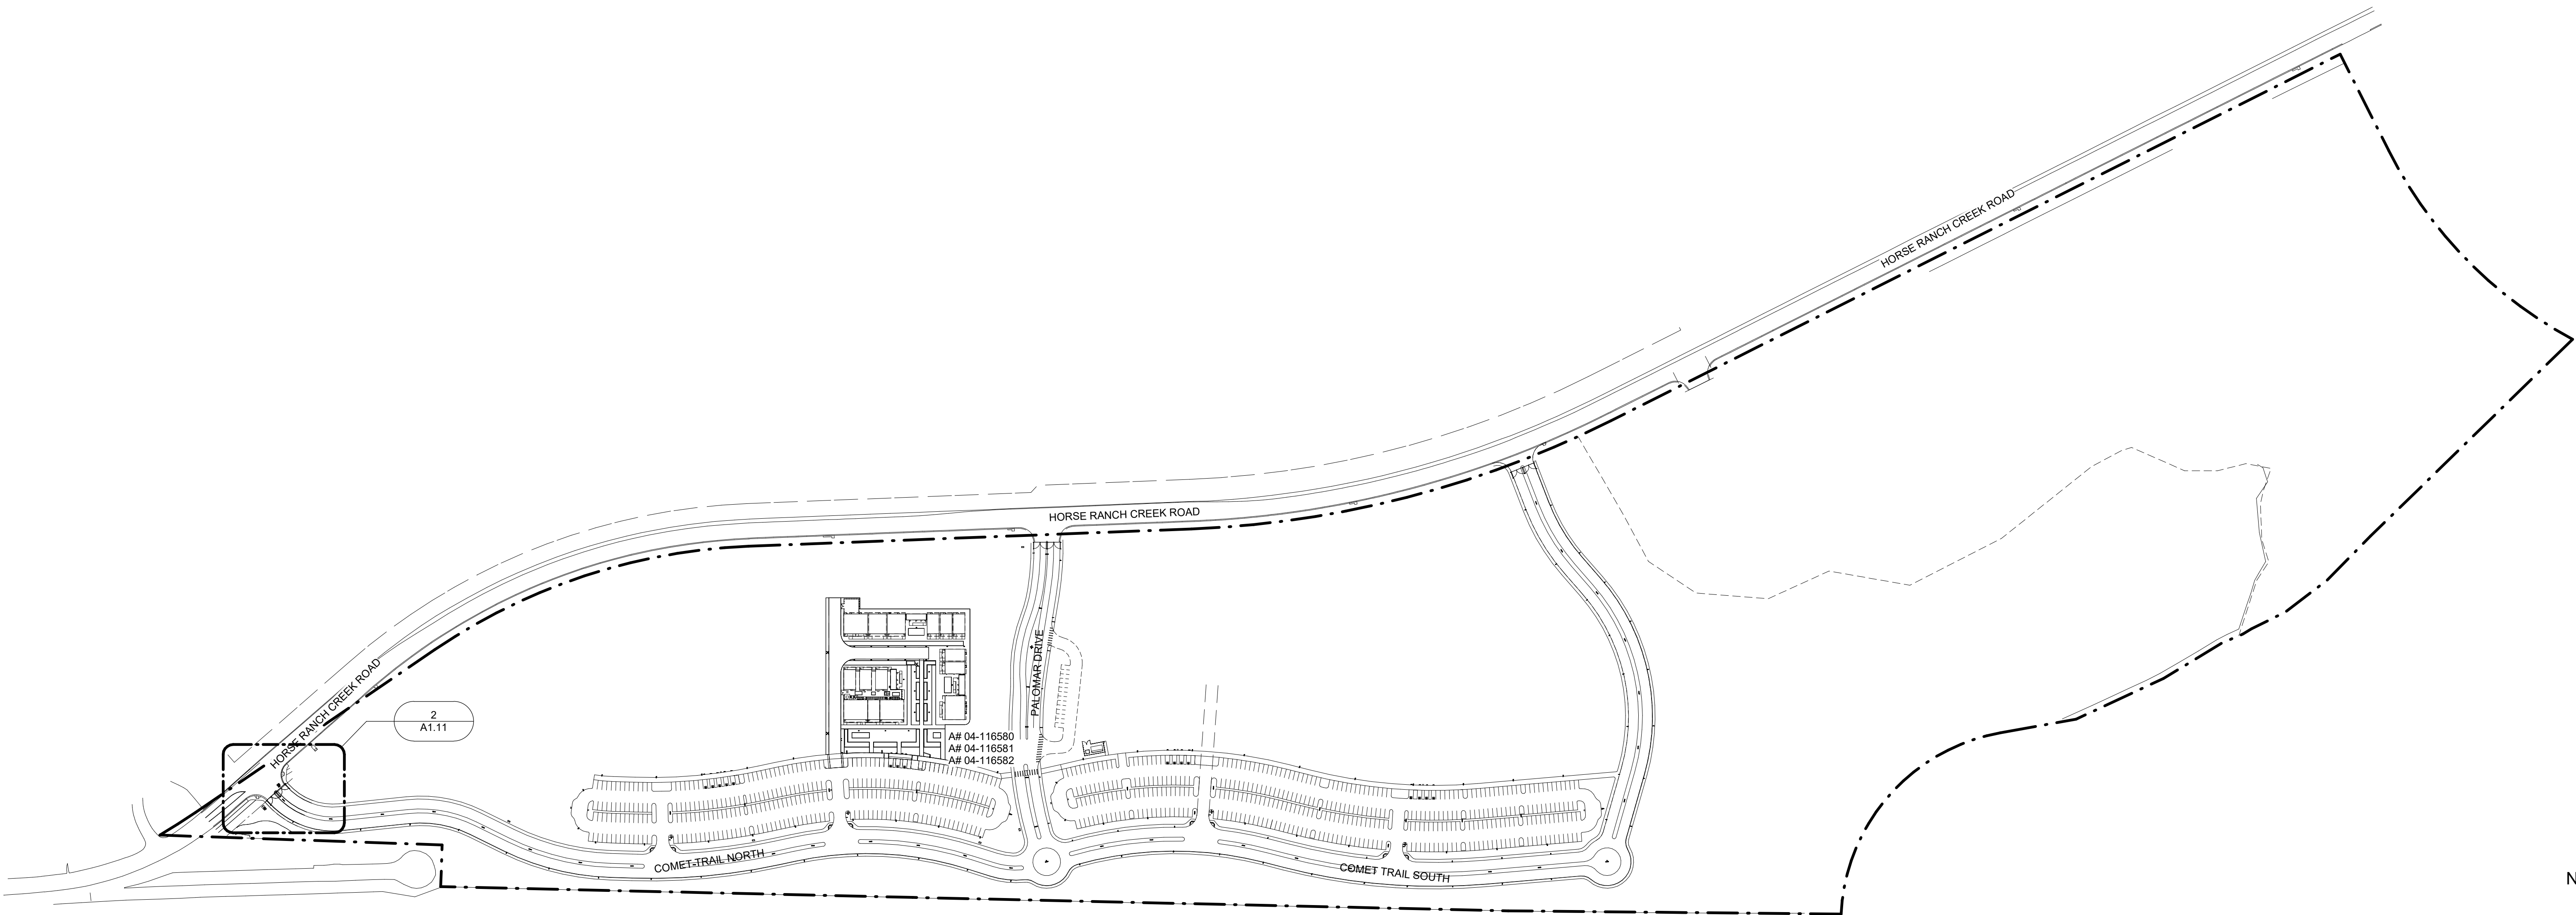 HORSE RANCH CREEK ROAD
HORSE RANCH CREEK ROAD
PALOMAR DRIVE
HORSE RANCH CREEK ROAD
2
A1.11
A# 04-116580
A# 04-116581
A# 04-116582
COMET TRAIL NORTH
COMET TRAIL SOUTH
N